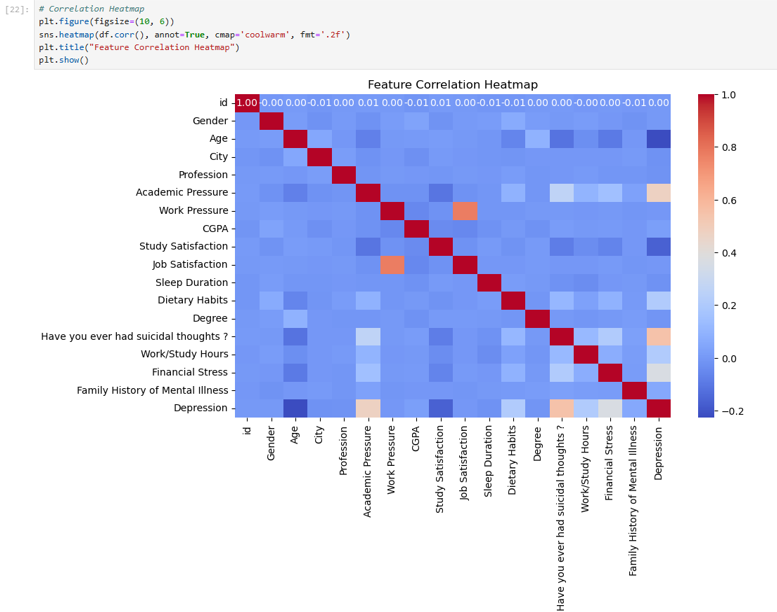 [22]:
# Correlation Heatmap
plt.figure(figsize=(10, 6))
sns.heatmap(df.corr(), annot=True, cmap='coolwarm', fmt='.2f')
plt.title("Feature Correlation Heatmap")
plt.show()
Feature Correlation Heatmap
id 1.00 -0.00 0.00 -0.01 0.00 0.01 0.00 -0.01 0.01 -0.00 -0.01 -0.01 0.00 0.00 -0.00 0.00 -0.01 0.00
Gender
Age
City
Profession
Academic Pressure
Work Pressure
CGPA
Study Satisfaction
Job Satisfaction
Sleep Duration
Dietary Habits
Degree
Have you ever had suicidal thoughts ?
Work/Study Hours
Financial Stress
Family History of Mental Illness
Depression
id
Gender
Age
City
Profession
Academic Pressure
Work Pressure
CGPA
Study Satisfaction
Job Satisfaction
Sleep Duration
Dietary Habits
Degree
Have you ever had suicidal thoughts ?
Work/Study Hours
Financial Stress
Family History of Mental Illness
Depression
1.0
0.8
0.6
0.4
0.2
0.0
−0.2